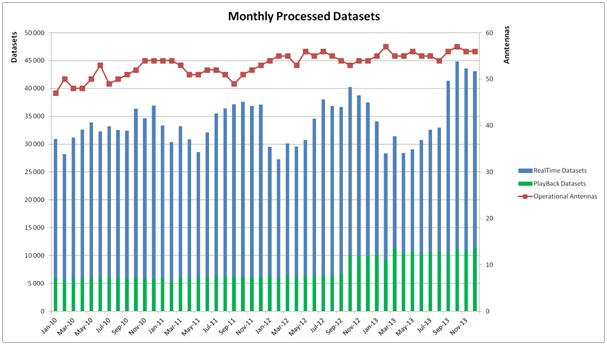 Monthly Processed Datasets
Datasets
Anntennas
50000
45000
40000
35000
30000
25000
20000
15000
10000
5000
0
60
50
40
30
20
10
0
RealTime Datasets
PlayBack Datasets
Operational Antennas
Jan-10
Mar-10
May-10
Jul-10
Sep-10
Nov-10
Jan-11
Mar-11
May-11
Jul-11
Sep-11
Nov-11
Jan-12
Mar-12
May-12
Jul-12
Sep-12
Nov-12
Jan-13
Mar-13
May-13
Jul-13
Sep-13
Nov-13